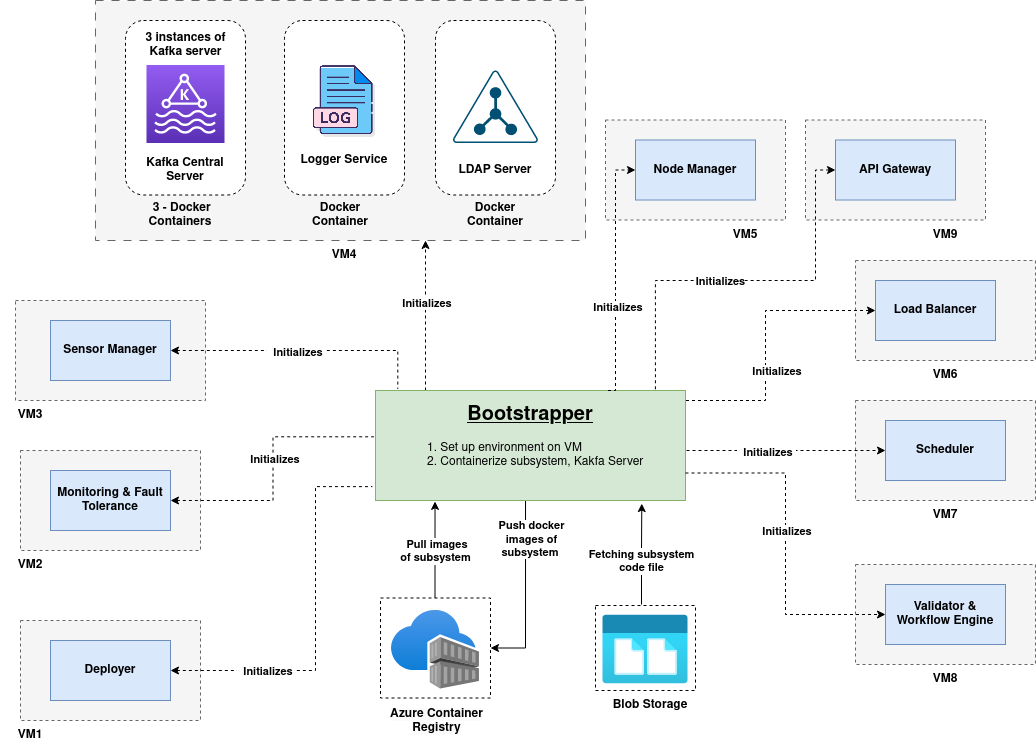 3 instances of
Kafka server
K
Kafka Central
Server
3 - Docker
Containers
LOG
Logger Service
Docker
Container
LDAP Server
Docker
Container
VM4
Node Manager
VM5
API Gateway
VM9
Initializes
Initializes
Initializes
Load Balancer
VM6
Initializes
Sensor Manager
VM3
Initializes
Bootstrapper
1. Set up environment on VM
2. Containerize subsystem, Kakfa Server
Initializes
Scheduler
VM7
Initializes
Monitoring & Fault
Tolerance
VM2
Initializes
Validator &
Workflow Engine
VM8
Pull images
of subsystem
Push docker
images of
subsystem
Fetching subsystem
code file
Deployer
VM1
Initializes
Azure Container
Registry
Blob Storage